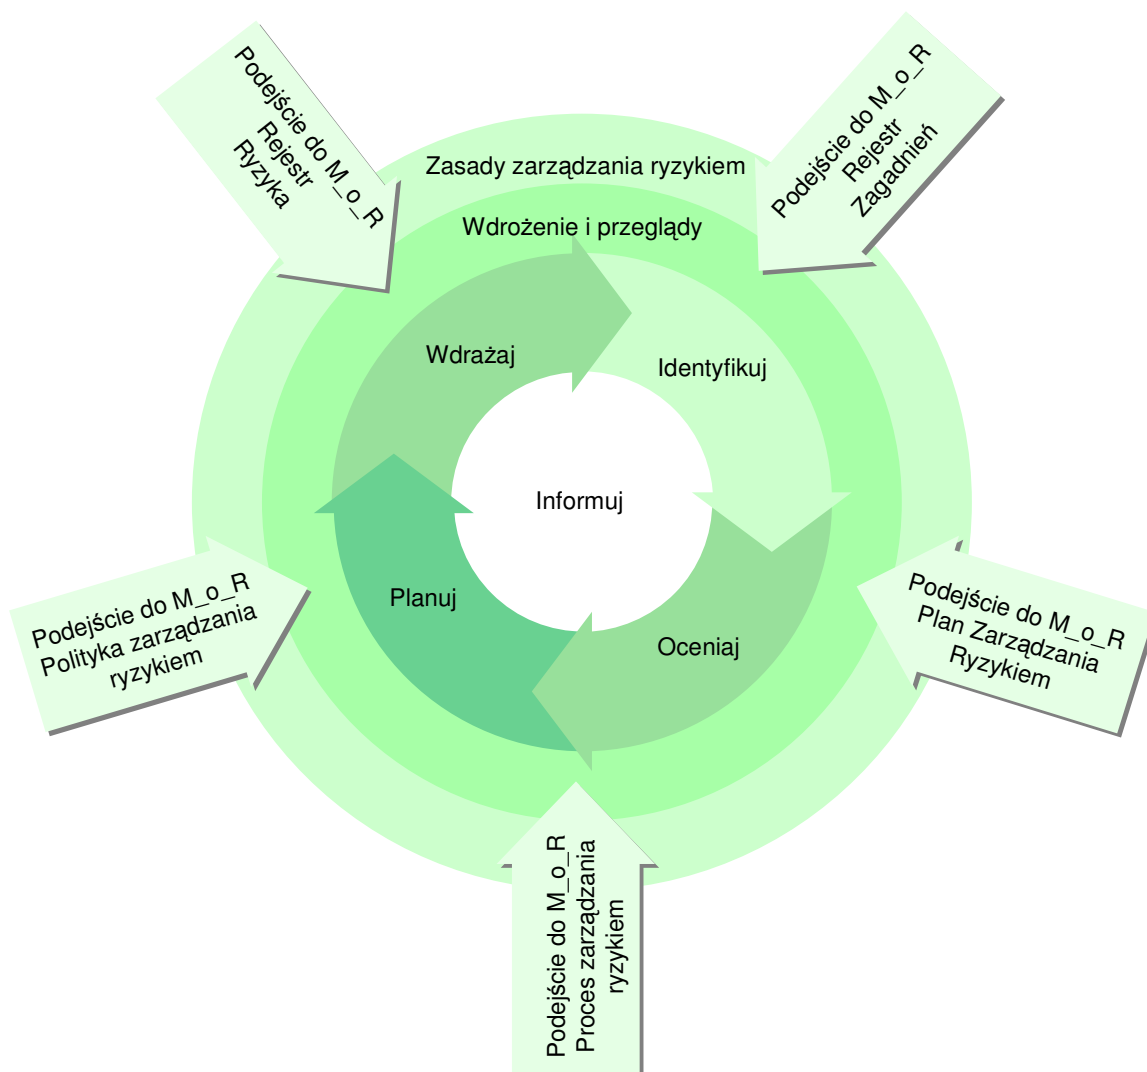 Podejście do M_o_R
Rejestr
Ryzyka
Podejście do M_o_R
Rejestr
Zagadnień
Zasady zarządzania ryzykiem
Wdrożenie i przeglądy
Wdrażaj
Identyfikuj
Informuj
Planuj
Oceniaj
Podejście do M_o_R
Polityka zarządzania
ryzykiem
Podejście do M_o_R
Plan Zarządzania
Ryzykiem
Podejście do M_o_R
Proces zarządzania
ryzykiem